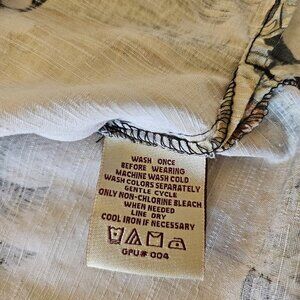 WASH ONCE
BEFORE WEARING
MACHINE WASH COLD
WASH COLORS SEPARATELY
GENTLE CYCLE
ONLY NON-CHLORINE BLEACH
WHEN NEEDED
LINE DRY
COOL IRON IF NECESSARY
GPU# 004